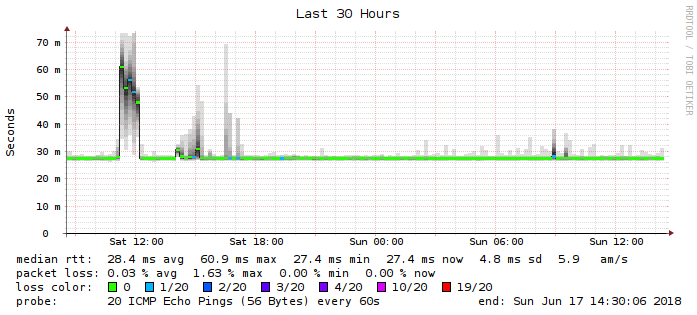 Last 30 Hours
RRDTOOL / TOBI OETIKER
Seconds
70 m
60 m
50 m
40 m
30 m
20 m
10 m
0
Sat 12:00 Sat 18:00 Sun 00:00 Sun 06:00 Sun 12:00
median rtt: 28.4 ms avg 60.9 ms max 27.4 ms min 27.4 ms now 4.8 ms sd 5.9 am/s
packet loss: 0.03 % avg 1.63 % max 0.00 % min 0.00 % now
loss color: 0 1/20 2/20 3/20 4/20 10/20 19/20
probe: 20 ICMP Echo Pings (56 Bytes) every 60s end: Sun Jun 17 14:30:06 2018